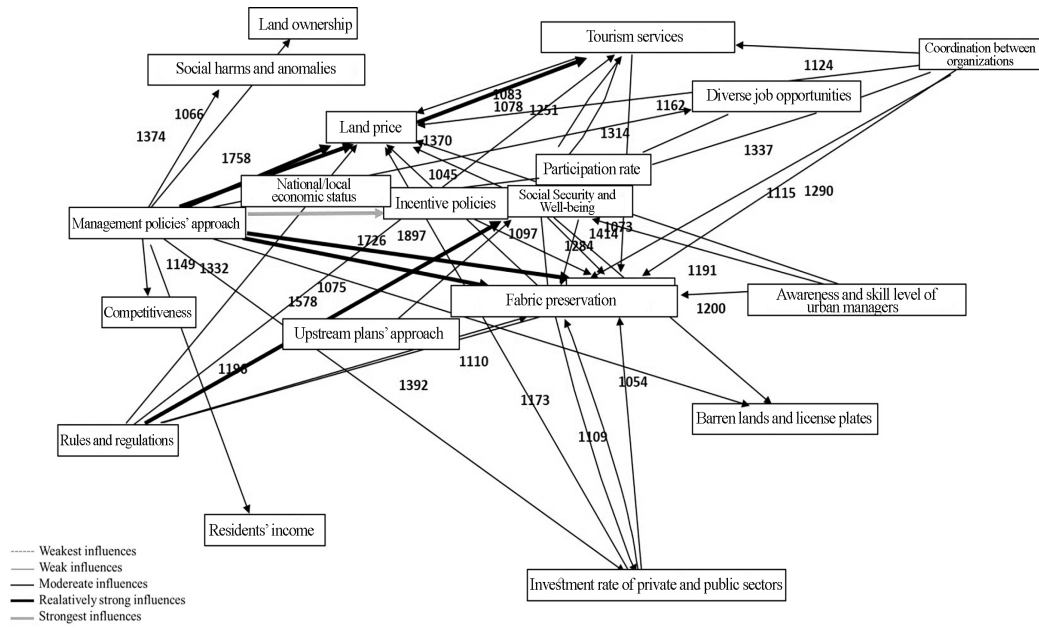 Land ownership
Tourism services
Coordination between
organizations
Social harms and anomalies
1124
1083
1078
1251
1162
Diverse job opportunities
1066
1374
Land price
1370
1314
1337
1758
1045
Participation rate
National/local
economic status
Incentive policies
Social Security and
Well-being
1115
1290
Management policies’ approach
1726
1897
1097
1414
1073
1284
1149
1332
1191
1075
1578
Fabric preservation
1200
Awareness and skill level of
urban managers
Competitiveness
Upstream plans’ approach
1196
1110
1392
1173
1054
Barren lands and license plates
Rules and regulations
1109
Residents’ income
Investment rate of private and public sectors
Weakest influences
Weak influences
Modereate influences
Realatively strong influences
Strongest influences